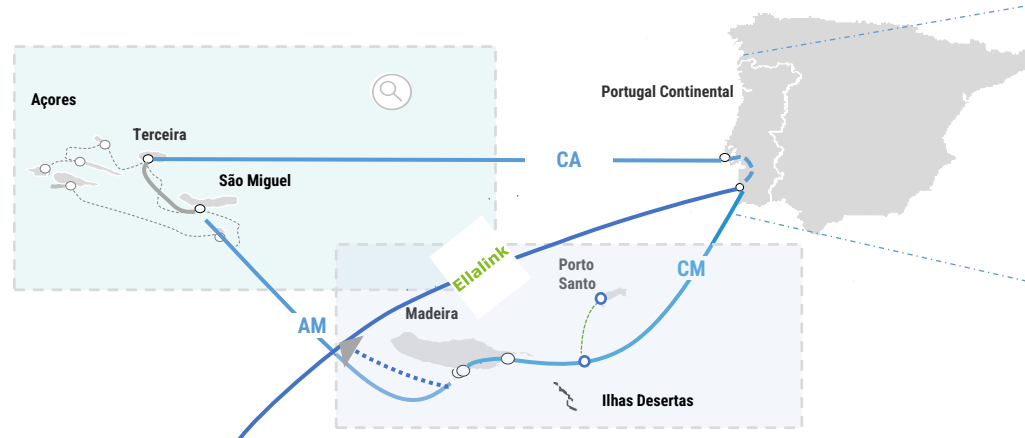 Portugal Continental
Açores
Terceira
CA
São Miguel
Ellalink
Porto
Santo
CM
Madeira
AM
Ilhas Desertas